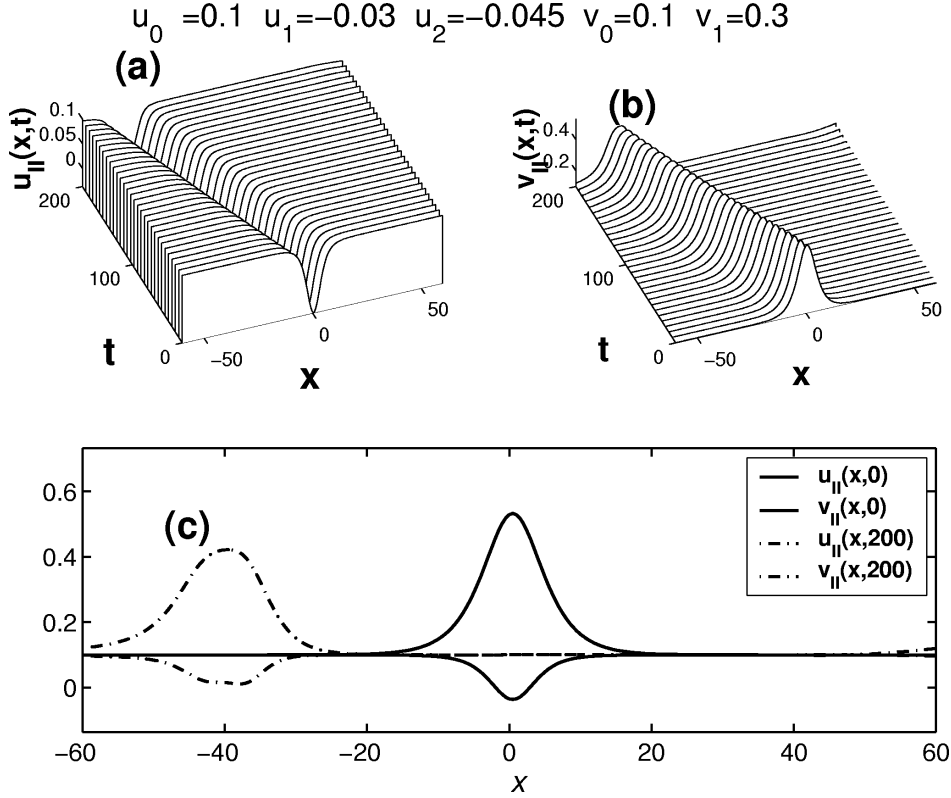 u0 =0.1 u1=−0.03 u2=−0.045 v0=0.1 v1=0.3
(a)
(b)
uII(x,t)
0.1
0.05
0
200
100
0
t
−50
0
50
x
vII(x,t)
0.4
0.2
200
100
0
t
−50
0
50
x
(c)
0.6
0.4
0.2
0
−60
−40
−20
0
20
40
60
x
uII(x,0)
vII(x,0)
uII(x,200)
vII(x,200)